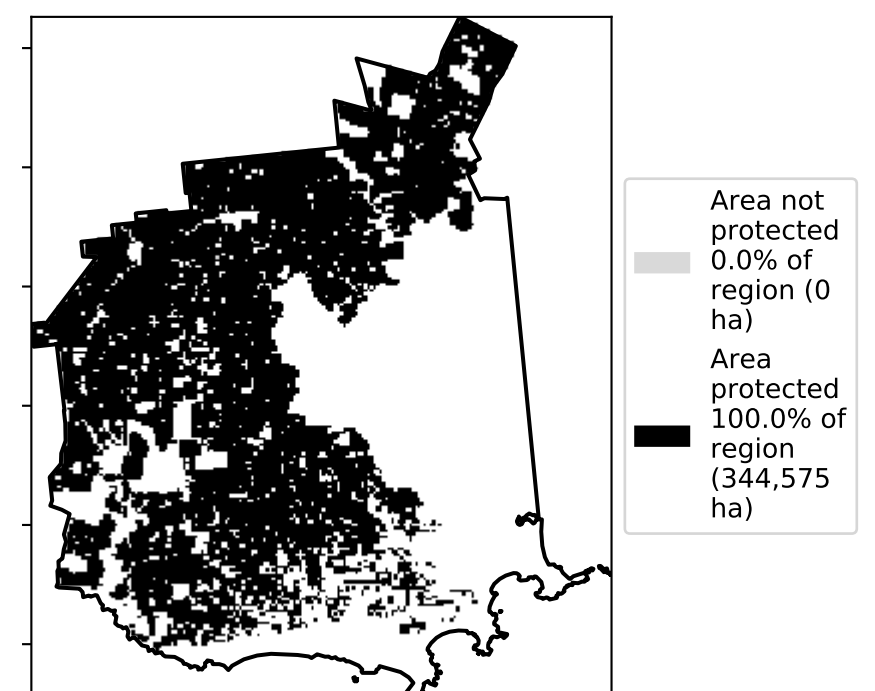 Area not
protected
0.0% of
region (0
ha)
Area
protected
100.0% of
region
(344,575
ha)